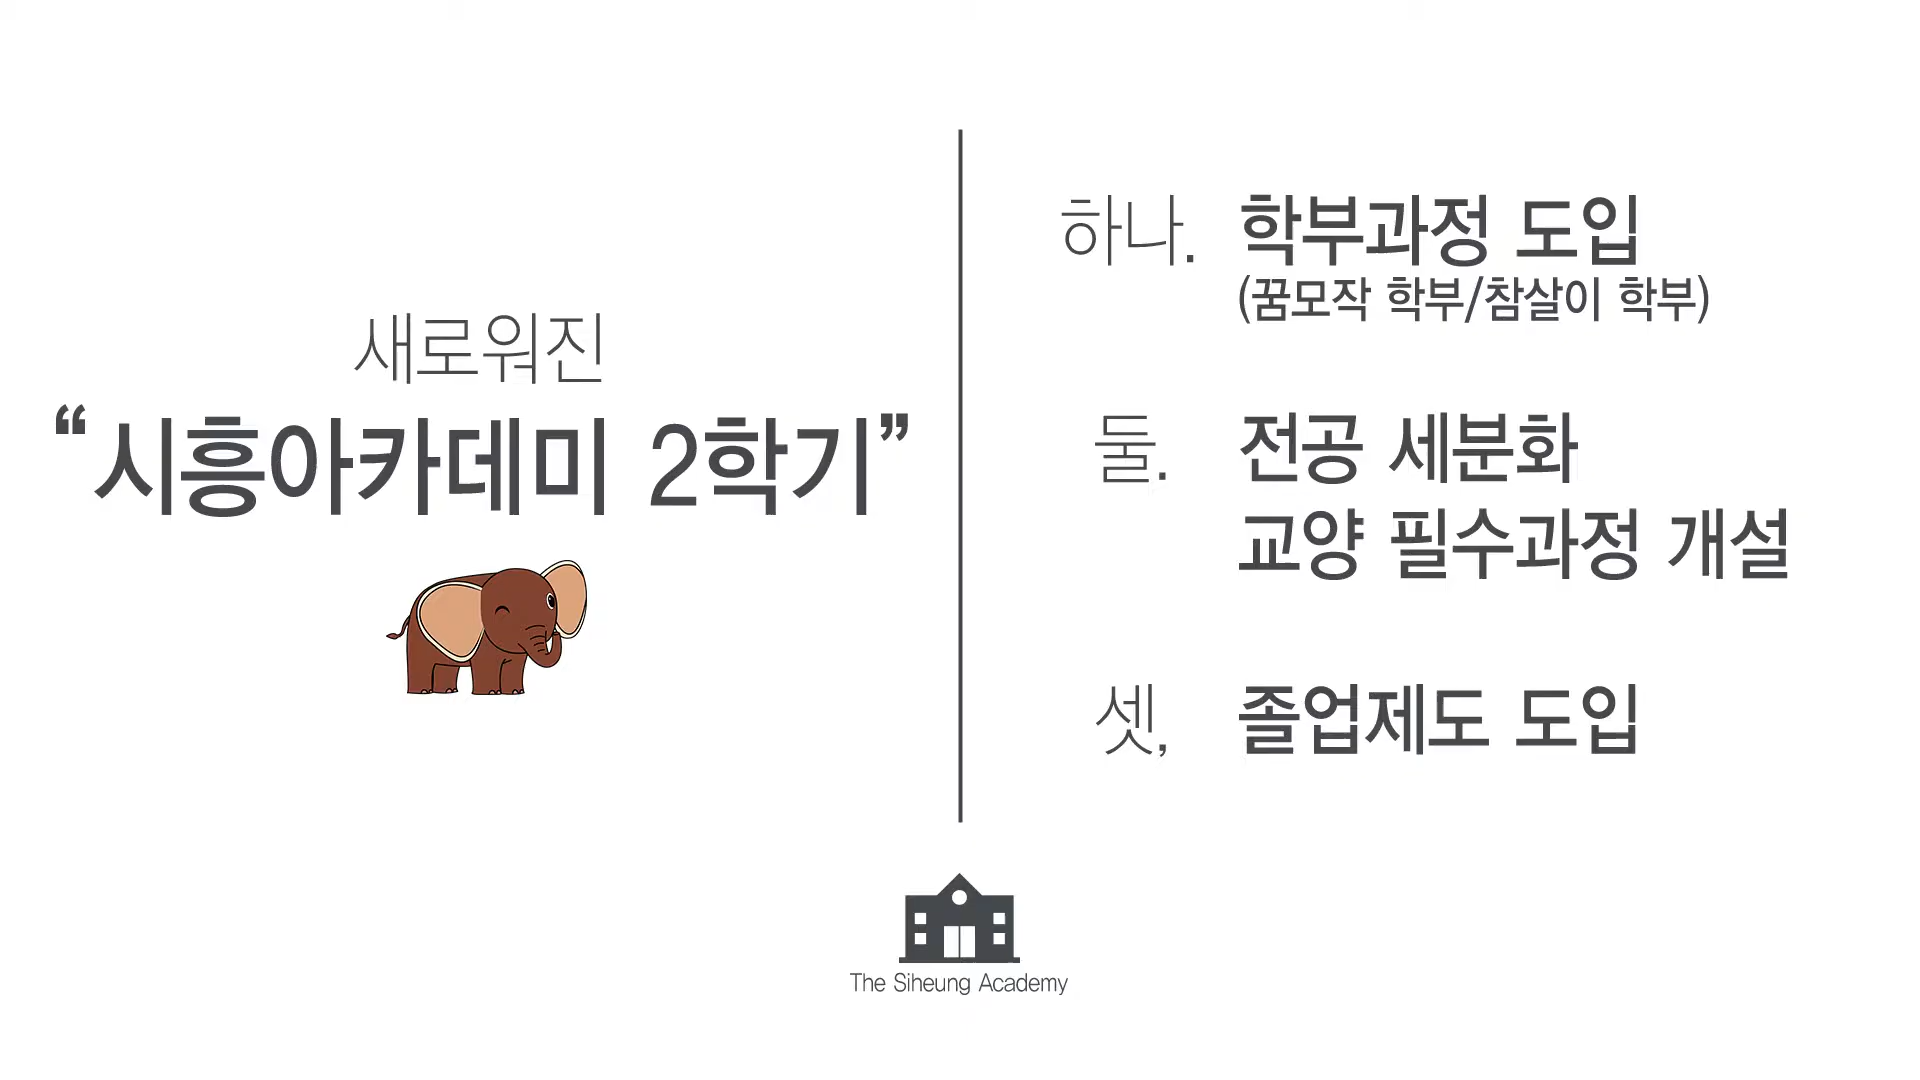 새로워진
“시흥아카데미 2학기”
하나. 학부과정 도입
(꿈모작 학부/참살이 학부)
둘. 전공 세분화
교양 필수과정 개설
셋, 졸업제도 도입
The Siheung Academy